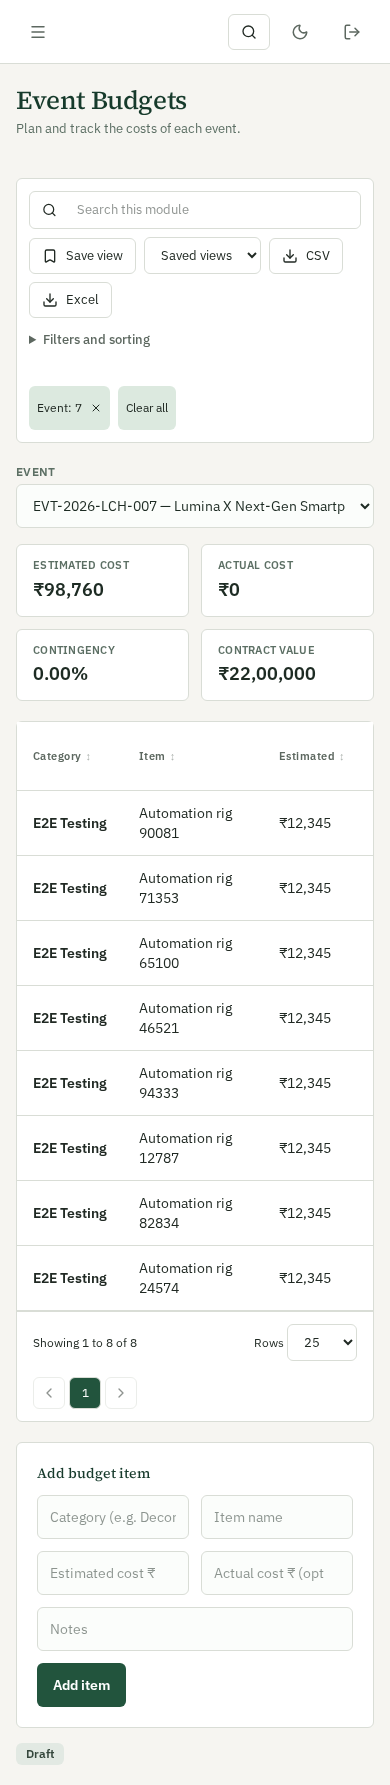 Event Budgets
Plan and track the costs of each event.
Search this module
Save view
Saved views
CSV
Excel
Filters and sorting
Event: 7
Clear all
EVENT
EVT-2026-LCH-007 — Lumina X Next-Gen Smartp
ESTIMATED COST
₹98,760
ACTUAL COST
₹0
CONTINGENCY
0.00%
CONTRACT VALUE
₹22,00,000
Category ↕ Item ↕ Estimated ↕
E2E Testing Automation rig 90081 ₹12,345
E2E Testing Automation rig 71353 ₹12,345
E2E Testing Automation rig 65100 ₹12,345
E2E Testing Automation rig 46521 ₹12,345
E2E Testing Automation rig 94333 ₹12,345
E2E Testing Automation rig 12787 ₹12,345
E2E Testing Automation rig 82834 ₹12,345
E2E Testing Automation rig 24574 ₹12,345
Showing 1 to 8 of 8
Rows 25
1
Add budget item
Category (e.g. Decor
Item name
Estimated cost ₹
Actual cost ₹ (opt
Notes
Add item
Draft